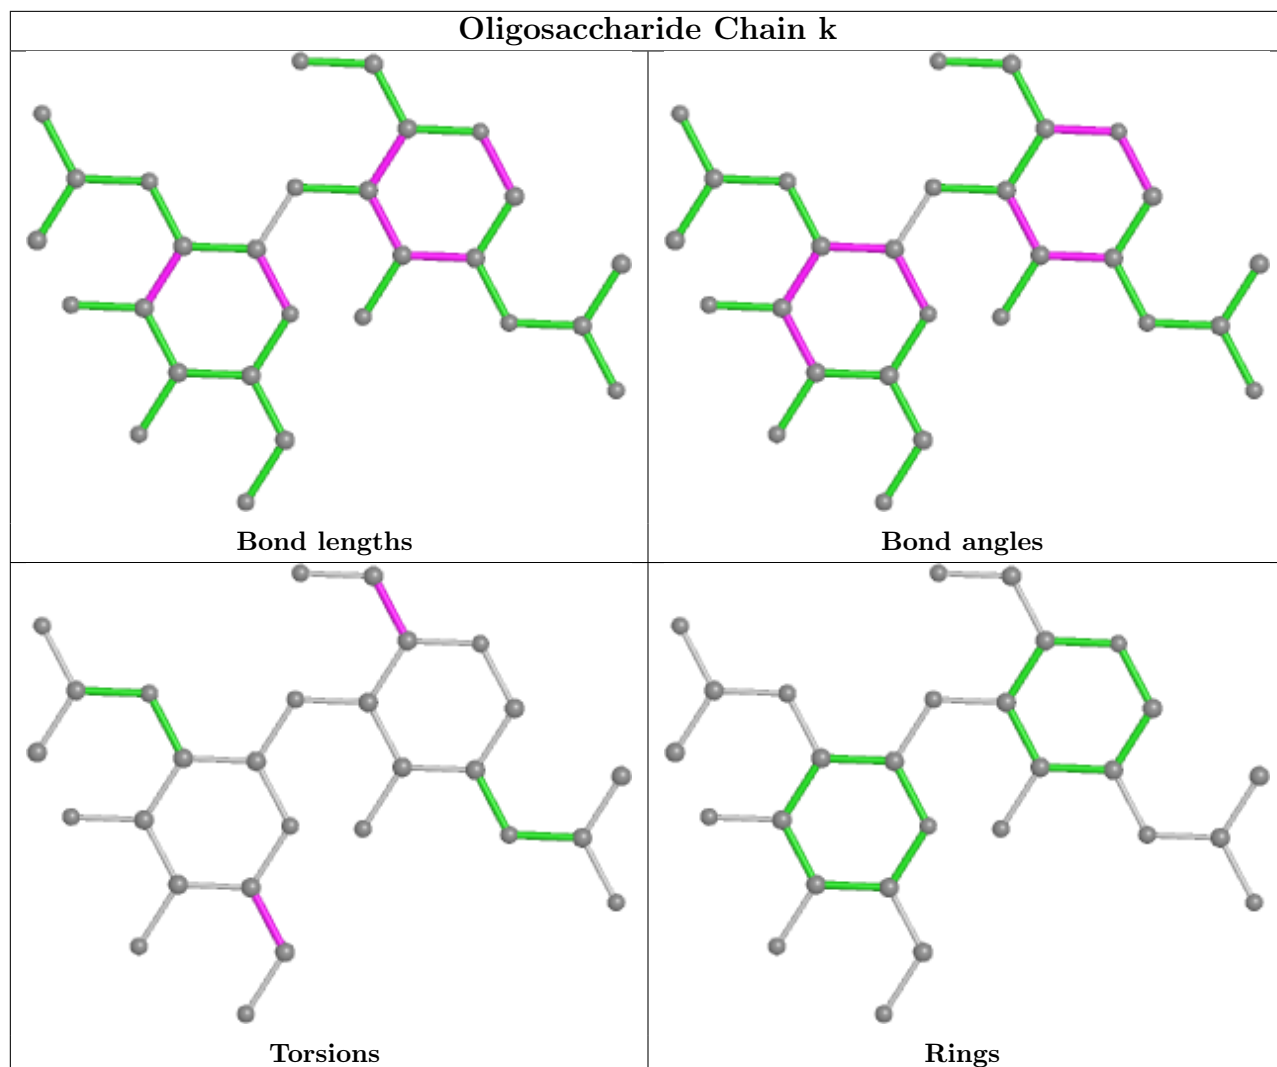 Oligosaccharide Chain k
Bond lengths
Bond angles
Torsions
Rings